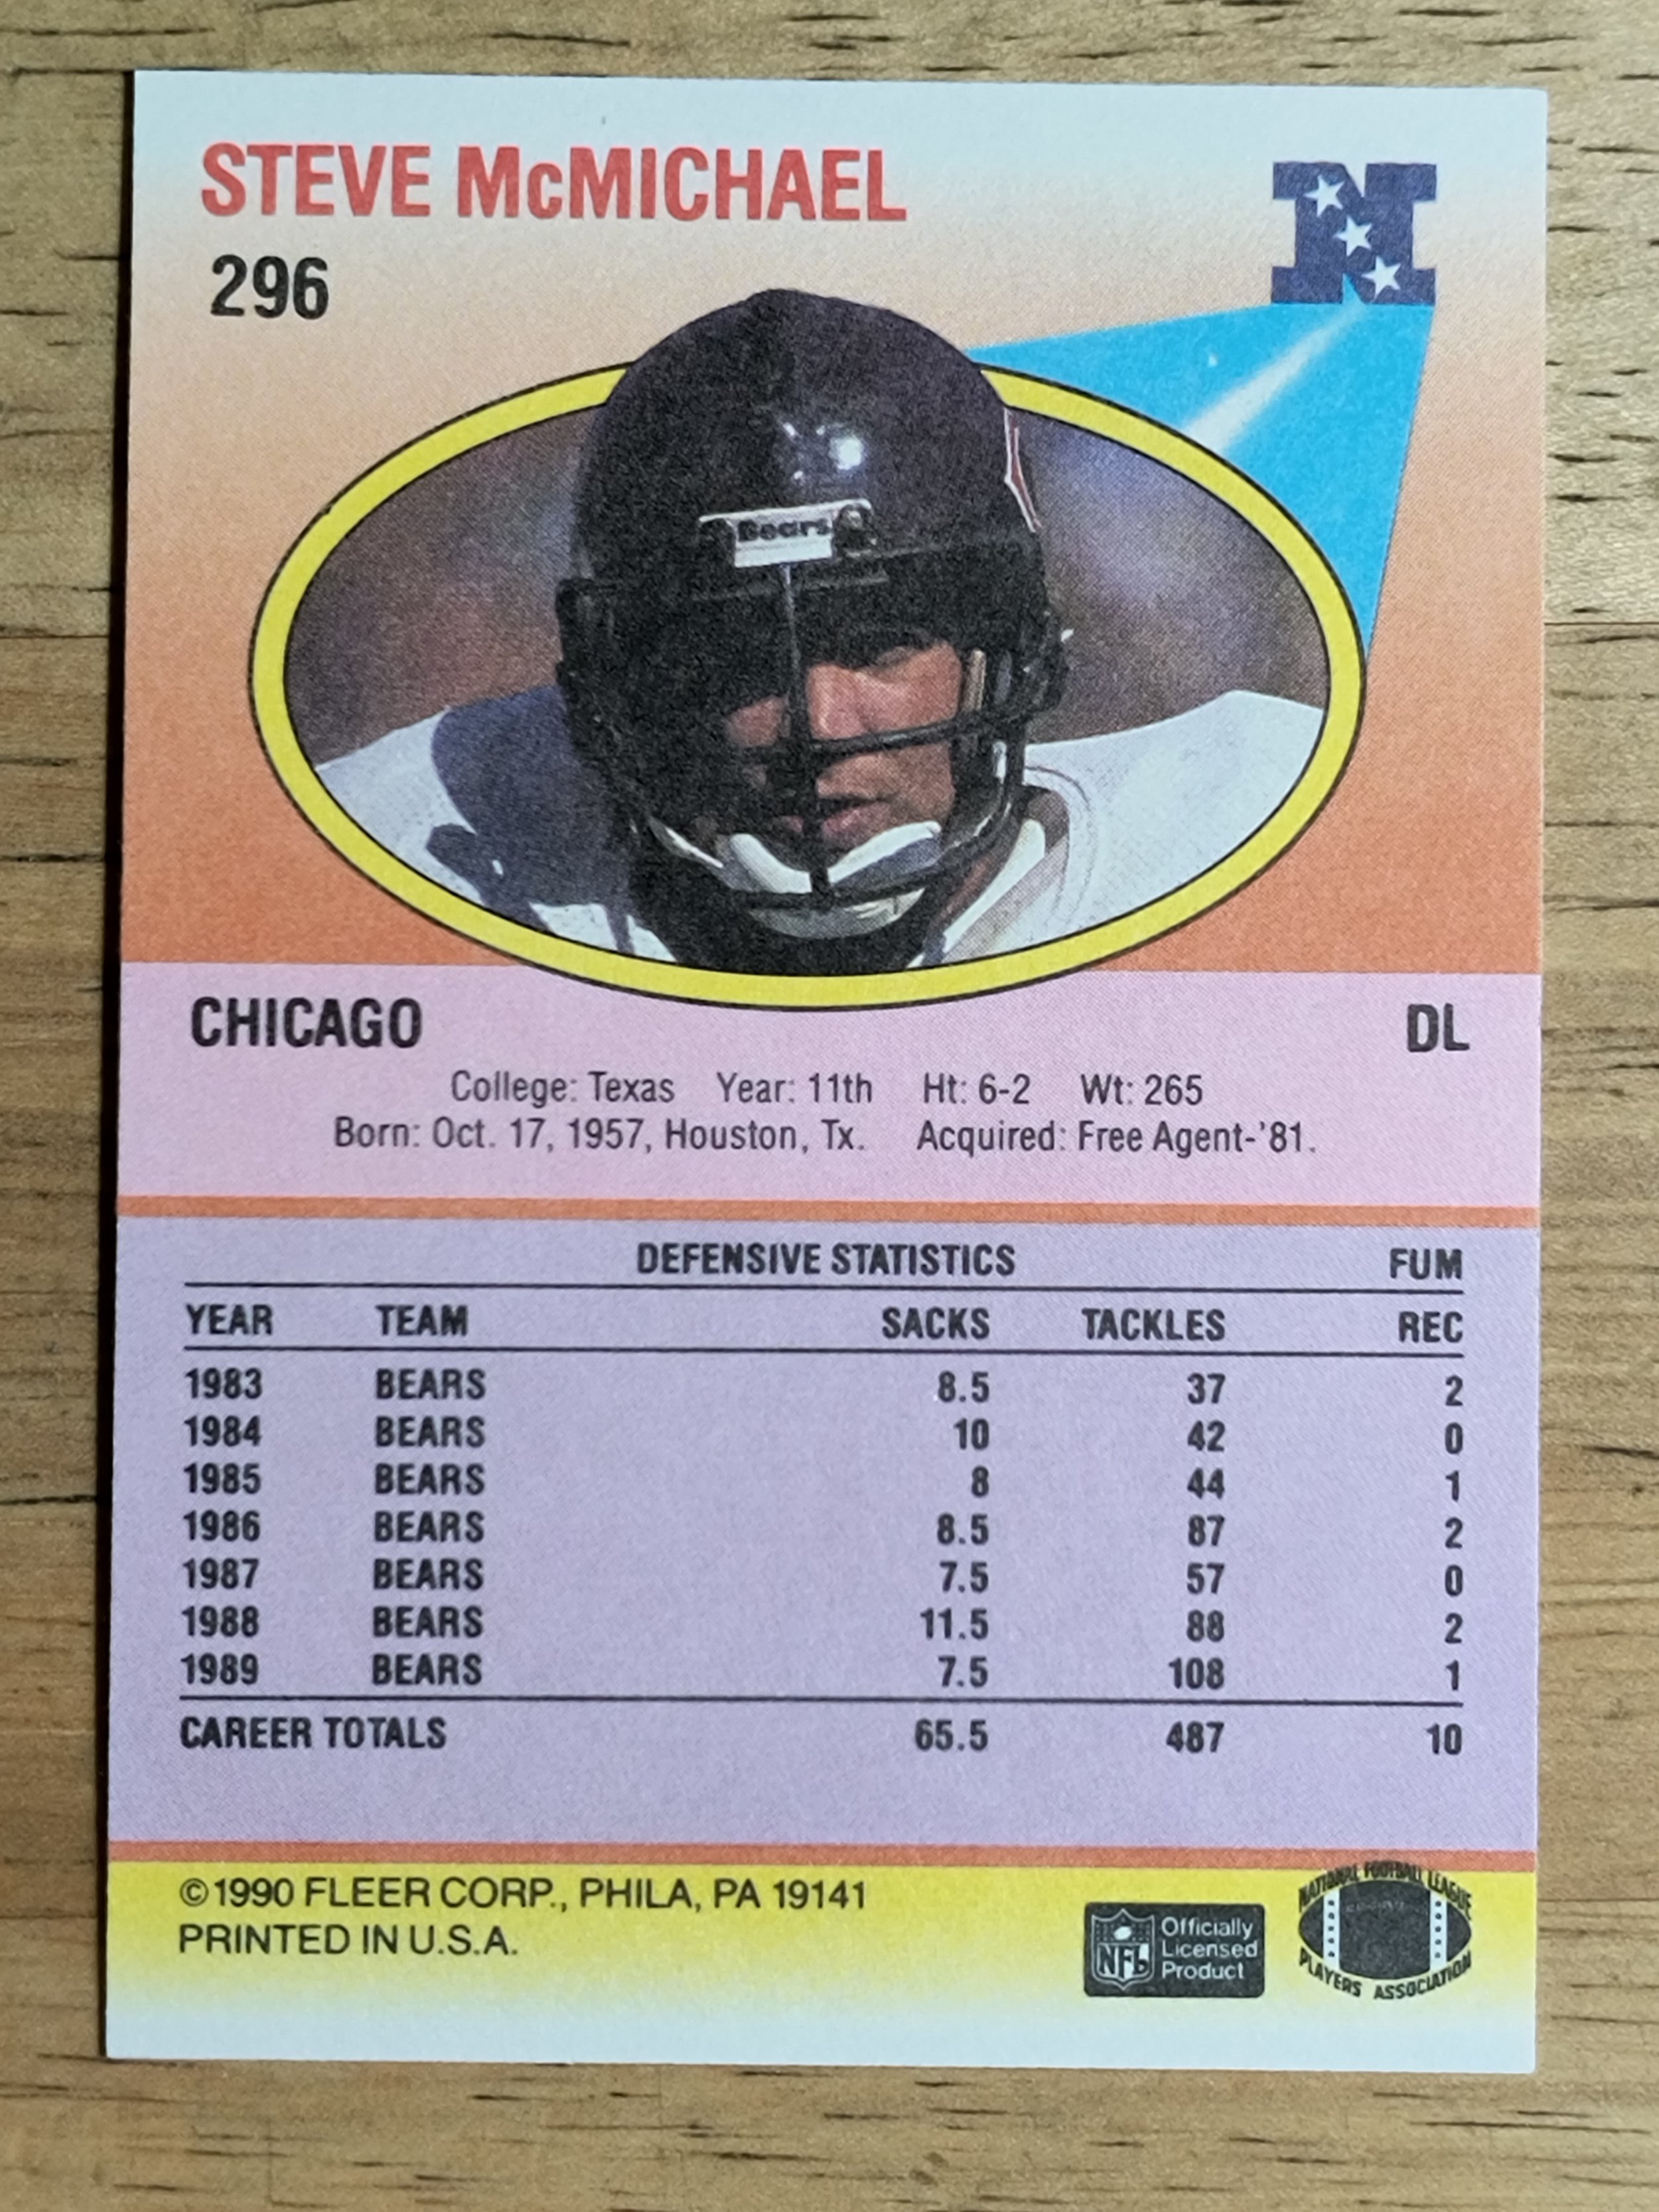 STEVE McMICHAEL
296
N
Bears
CHICAGO DL
College: Texas Year: 11th Ht: 6-2 Wt: 265
Born: Oct. 17, 1957, Houston, Tx. Acquired: Free Agent-'81.
DEFENSIVE STATISTICS FUM
YEAR TEAM SACKS TACKLES REC
1983 BEARS 8.5 37 2
1984 BEARS 10 42 0
1985 BEARS 8 44 1
1986 BEARS 8.5 87 2
1987 BEARS 7.5 57 0
1988 BEARS 11.5 88 2
1989 BEARS 7.5 108 1
CAREER TOTALS 65.5 487 10
©1990 FLEER CORP., PHILA, PA 19141
PRINTED IN U.S.A.
NFL
Officially
Licensed
Product
NATIONAL FOOTBALL LEAGUE
PLAYERS ASSOCIATION